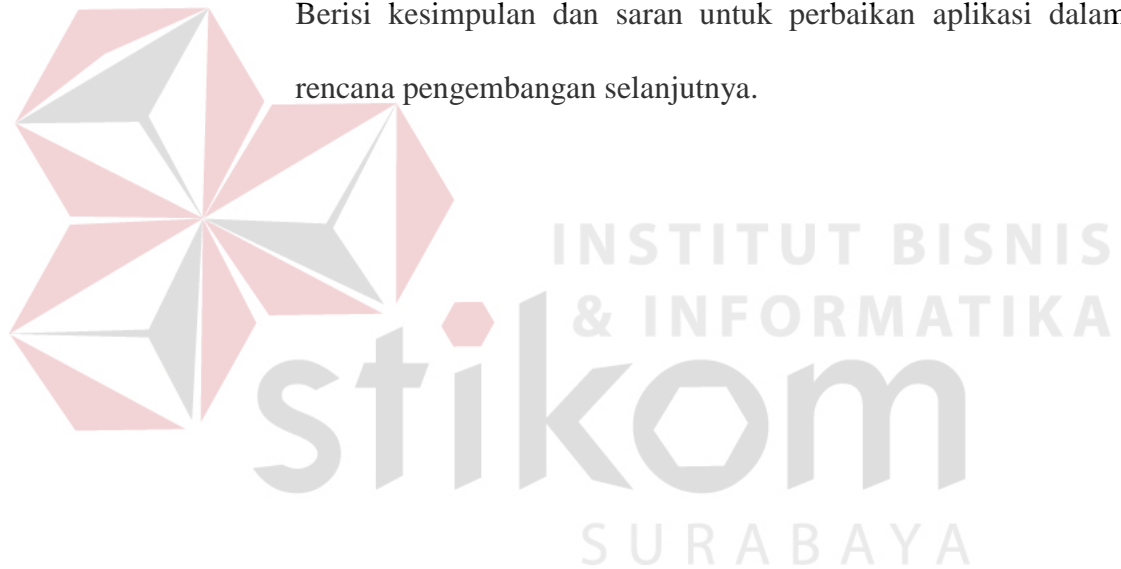 Berisi kesimpulan dan saran untuk perbaikan aplikasi dalam
rencana pengembangan selanjutnya.
INSTITUT BISNIS
& INFORMATIKA
stikom
SURABAYA